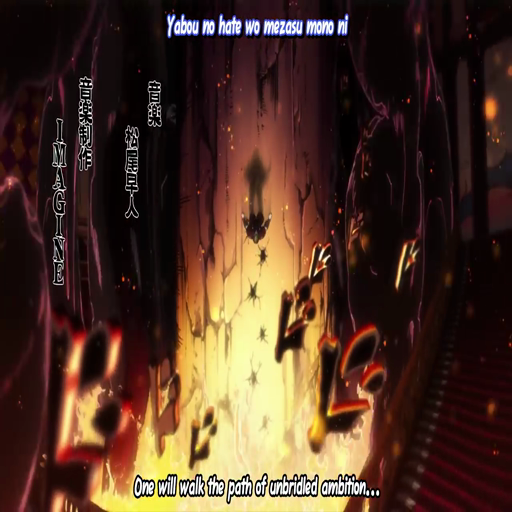 Yabou no hate wo mezasu mono ni
音楽
松尾早人
音楽制作
IMAGINE
One will walk the path of unbridled ambition...